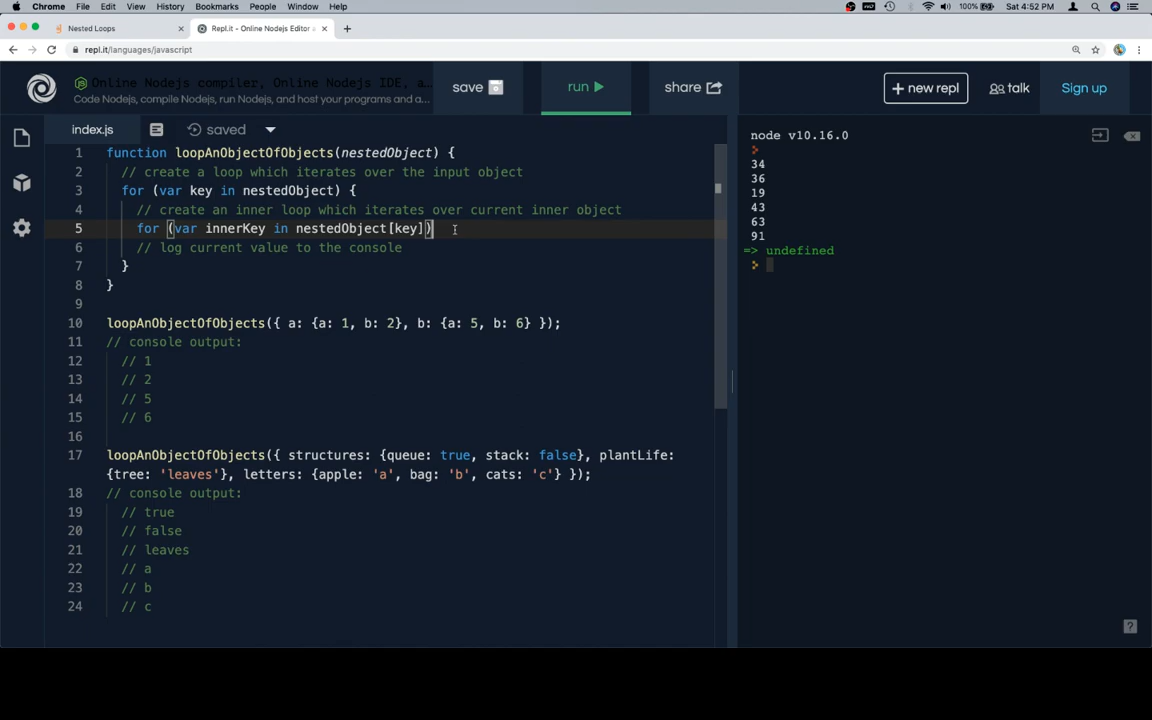 Chrome File Edit View History Bookmarks People Window Help 100% Sat 4:52 PM
Nested Loops × Repl.it - Online Nodejs Editor × +
repl.it/languages/javascript
Online Nodejs compiler, Online Nodejs IDE, a...
Code Nodejs, compile Nodejs, run Nodejs, and host your programs and a...
save run share + new repl talk Sign up
index.js saved
node v10.16.0
34
36
19
43
63
91
=> undefined
1 function loopAnObjectOfObjects(nestedObject) {
2 // create a loop which iterates over the input object
3 for (var key in nestedObject) {
4 // create an inner loop which iterates over current inner object
5 for (var innerKey in nestedObject[key])
6 // log current value to the console
7 }
8 }
9
10 loopAnObjectOfObjects({ a: {a: 1, b: 2}, b: {a: 5, b: 6} });
11 // console output:
12 // 1
13 // 2
14 // 5
15 // 6
16
17 loopAnObjectOfObjects({ structures: {queue: true, stack: false}, plantLife:
{tree: 'leaves'}, letters: {apple: 'a', bag: 'b', cats: 'c'} });
18 // console output:
19 // true
20 // false
21 // leaves
22 // a
23 // b
24 // c
?